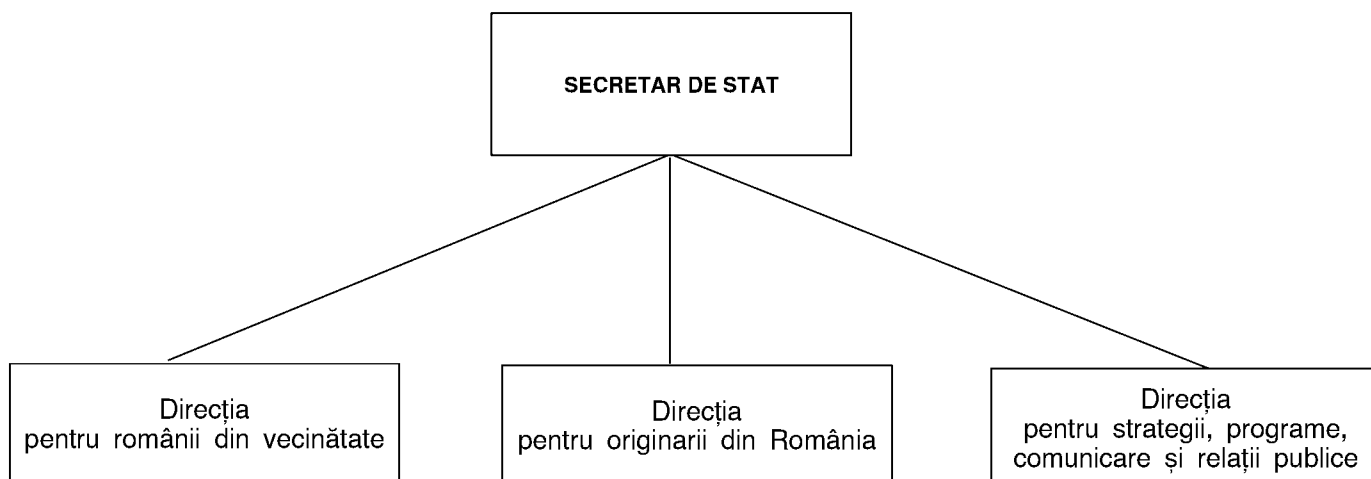 SECRETAR DE STAT
Direcția
pentru românii din vecinătate
Direcția
pentru originarii din România
Direcția
pentru strategii, programe,
comunicare și relații publice